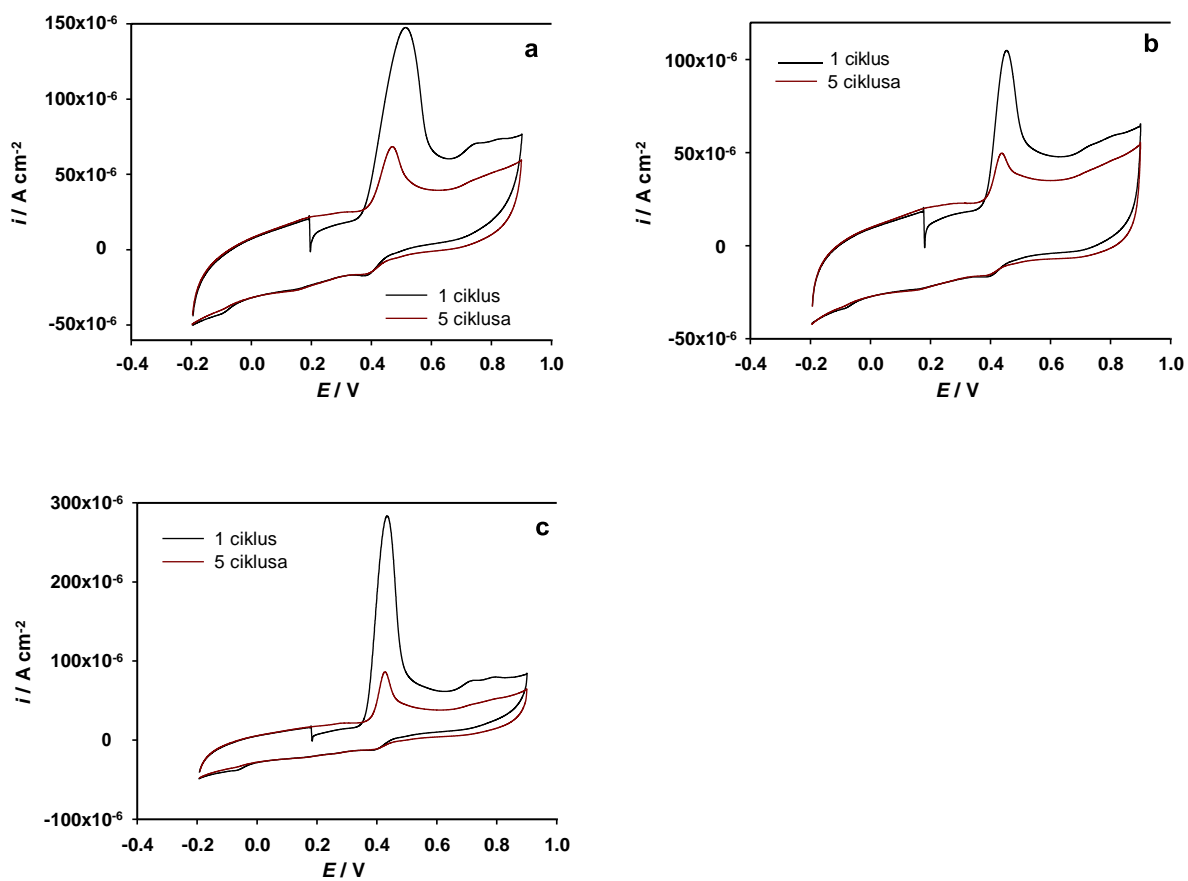 150x10-6
100x10-6
50x10-6
0
-50x10-6
i / A cm-2
a
1 ciklus
5 ciklusa
-0.4 -0.2 0.0 0.2 0.4 0.6 0.8 1.0
E / V
100x10-6
50x10-6
0
-50x10-6
i / A cm-2
b
1 ciklus
5 ciklusa
-0.4 -0.2 0.0 0.2 0.4 0.6 0.8 1.0
E / V
300x10-6
200x10-6
100x10-6
0
-100x10-6
i / A cm-2
c
1 ciklus
5 ciklusa
-0.4 -0.2 0.0 0.2 0.4 0.6 0.8 1.0
E / V